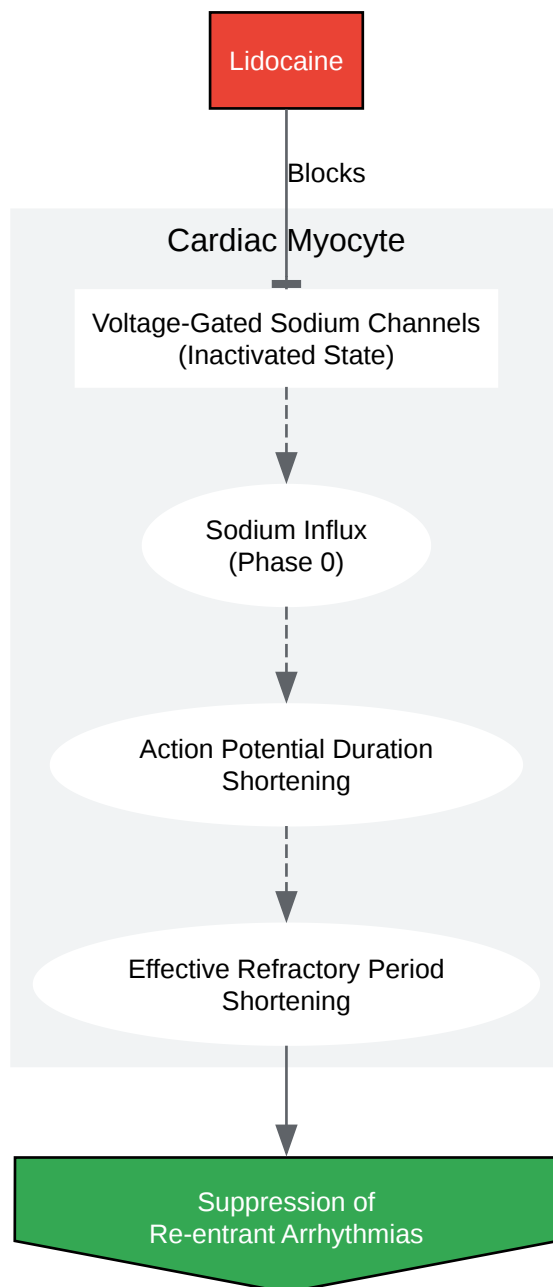 Lidocaine
Blocks
Cardiac Myocyte
Voltage-Gated Sodium Channels
(Inactivated State)
Sodium Influx
(Phase 0)
Action Potential Duration
Shortening
Effective Refractory Period
Shortening
Suppression of
Re-entrant Arrhythmias